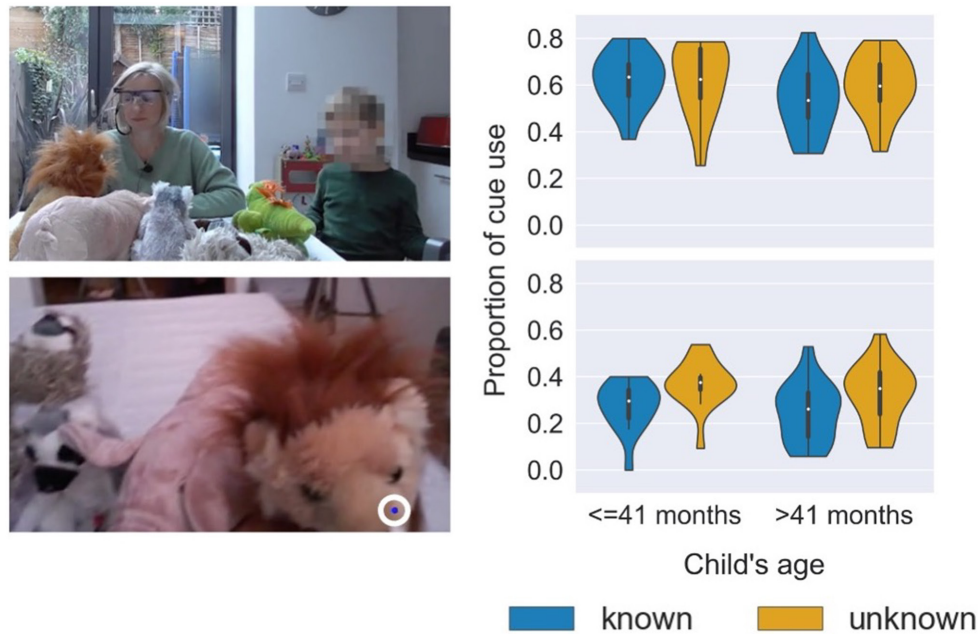 0.8
0.6
0.4
0.2
0.0
0.8
0.6
0.4
0.2
0.0
Proportion of cue use
<=41 months >41 months
Child's age
known unknown